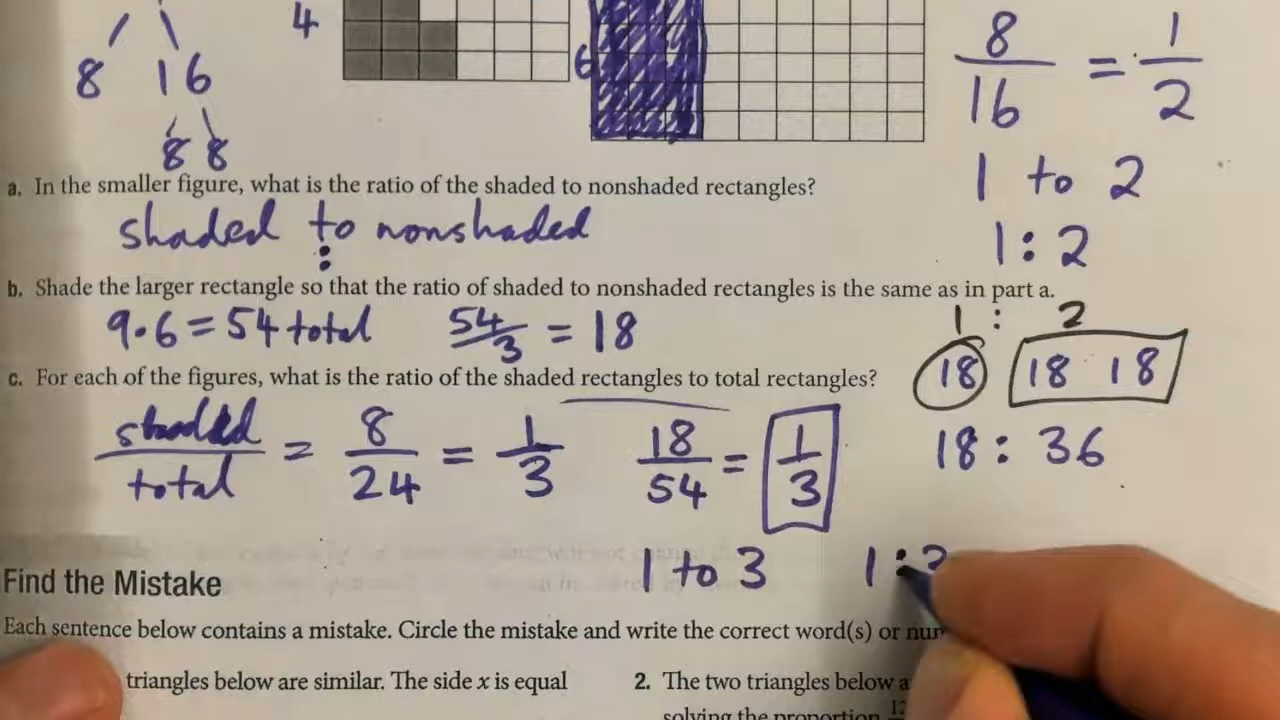 4
8 16
8 8
6
8/16 = 1/2
1 to 2
1 : 2
a. In the smaller figure, what is the ratio of the shaded to nonshaded rectangles?
shaded to nonshaded
:
b. Shade the larger rectangle so that the ratio of shaded to nonshaded rectangles is the same as in part a.
9 • 6 = 54 total 54/3 = 18
1 : 2
18 18 18
18 : 36
c. For each of the figures, what is the ratio of the shaded rectangles to total rectangles?
shaded/total = 8/24 = 1/3 18/54 = 1/3
1 to 3 1 :
Find the Mistake
Each sentence below contains a mistake. Circle the mistake and write the correct word(s) or
triangles below are similar. The side x is equal
2. The two triangles below
solving the proportion